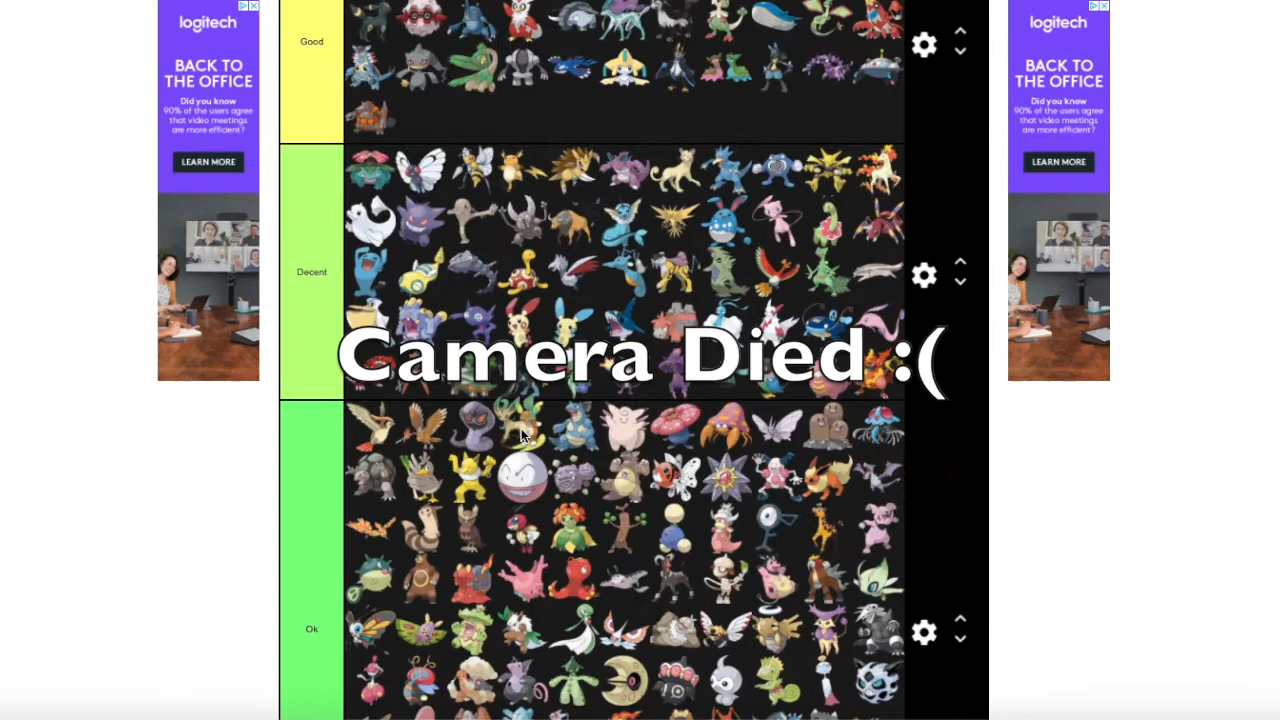 logitech
BACK TO
THE OFFICE
Did you know
90% of the users agree
that video meetings
are more efficient?
LEARN MORE
Good
Decent
Camera Died :(
Ok
logitech
BACK TO
THE OFFICE
Did you know
90% of the users agree
that video meetings
are more efficient?
LEARN MORE